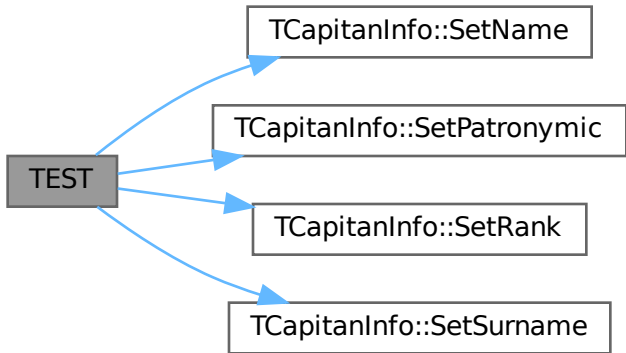 TCapitanInfo::SetName
TCapitanInfo::SetPatronymic
TEST
TCapitanInfo::SetRank
TCapitanInfo::SetSurname